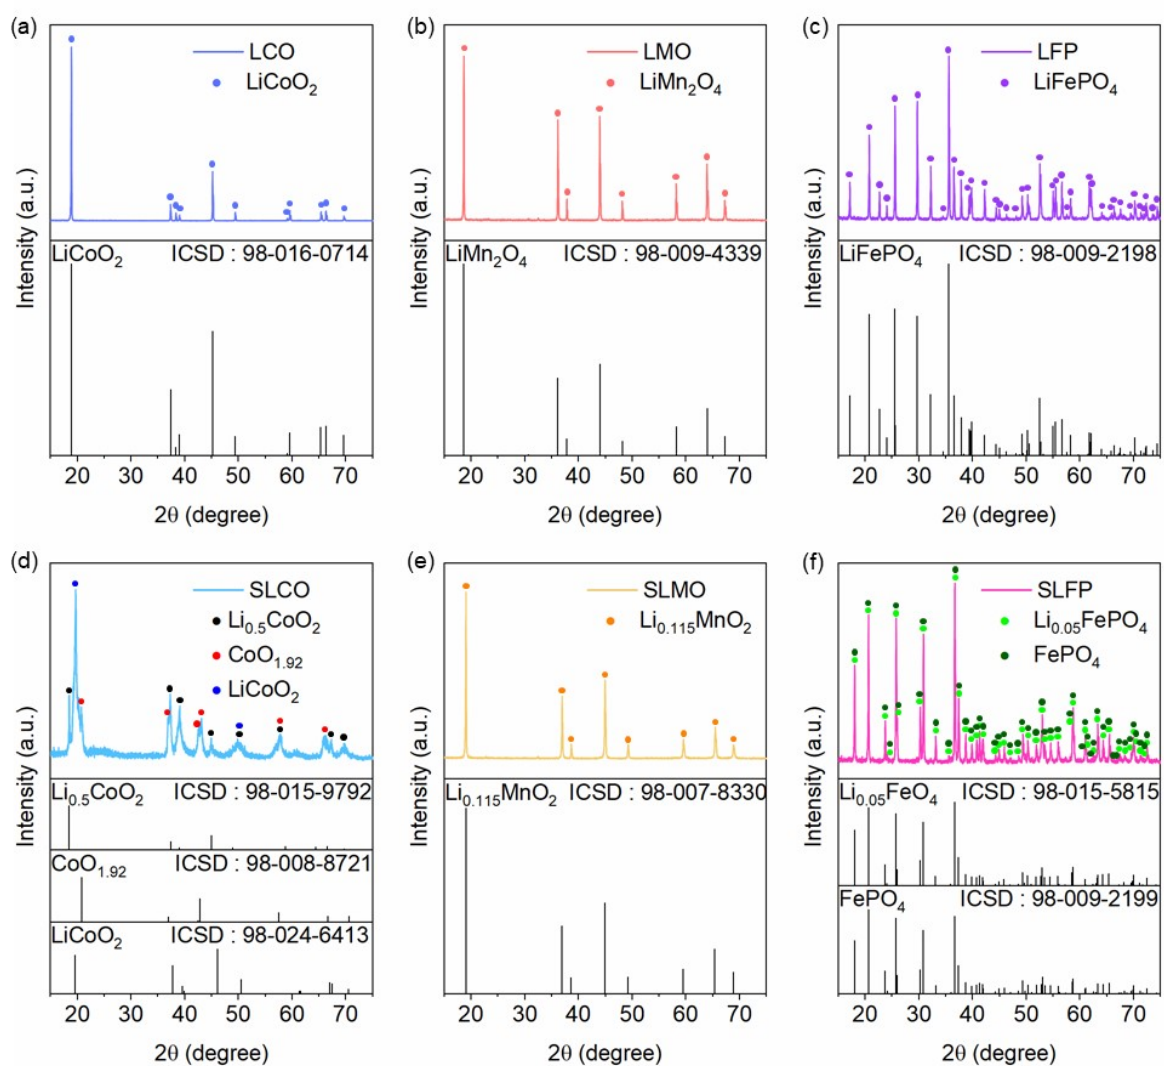 (a)
LCO
LiCoO₂
Intensity (a.u.)
LiCoO₂ ICSD : 98-016-0714
20 30 40 50 60 70
2θ (degree)
(b)
LMO
LiMn₂O₄
Intensity (a.u.)
LiMn₂O₄ ICSD : 98-009-4339
20 30 40 50 60 70
2θ (degree)
(c)
LFP
LiFePO₄
Intensity (a.u.)
LiFePO₄ ICSD : 98-009-2198
20 30 40 50 60 70
2θ (degree)
(d)
SLCO
Li₀.₅CoO₂
CoO₁.₉₂
LiCoO₂
Intensity (a.u.)
Li₀.₅CoO₂ ICSD : 98-015-9792
CoO₁.₉₂ ICSD : 98-008-8721
LiCoO₂ ICSD : 98-024-6413
20 30 40 50 60 70
2θ (degree)
(e)
SLMO
Li₀.₁₁₅MnO₂
Intensity (a.u.)
Li₀.₁₁₅MnO₂ ICSD : 98-007-8330
20 30 40 50 60 70
2θ (degree)
(f)
SLFP
Li₀.₀₅FePO₄
FePO₄
Intensity (a.u.)
Li₀.₀₅FeO₄ ICSD : 98-015-5815
FePO₄ ICSD : 98-009-2199
20 30 40 50 60 70
2θ (degree)